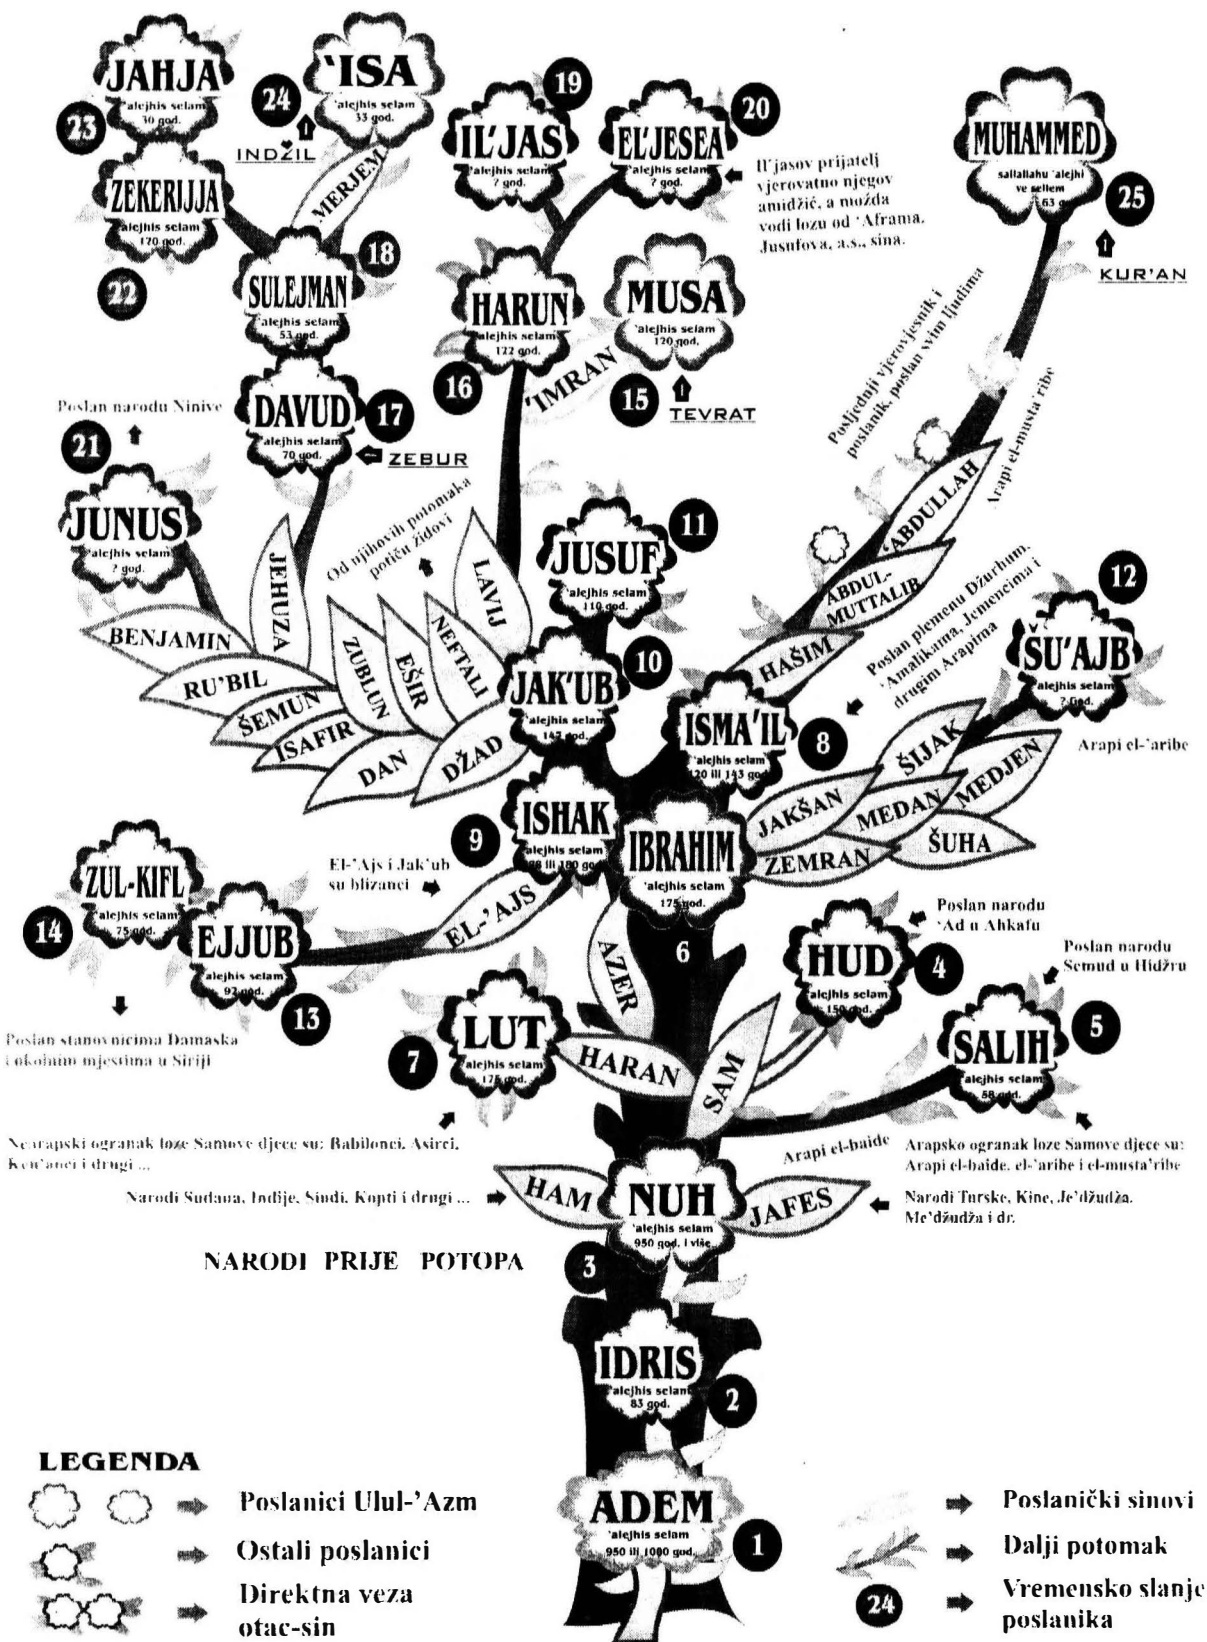 JAHJA
'alejhis selam
30 god.
23
'ISA
'alejhis selam
33 god.
24
INDŽIL
MERJEM
ZEKERIJJA
'alejhis selam
120 god.
22
SULEJMAN
'alejhis selam
53 god.
18
DAVUD
'alejhis selam
70 god.
17
ZEBUR
19
IL'JAS
'alejhis selam
? god.
20
EL'JESEA
'alejhis selam
? god.
Il'jasov prijatelj
vjerovatno njegov
amidžić, a možda
vodi lozu od 'Aframa,
Jusufova, a.s., sina.
HARUN
'alejhis selam
122 god.
16
MUSA
'alejhis selam
120 god.
15
TEVRAT
'IMRAN
MUHAMMED
sallallahu 'alejhi
ve sellem
63 g
25
KUR'AN
Posljednji vjerovjesnik i
poslanik, poslan svim ljudima
Arapi el-musta'ribe
'ABDULLAH
ABDUL-
MUTTALIB
HAŠIM
Poslan narodu Ninive
21
JUNUS
'alejhis selam
? god.
Od njihovih potomaka
potiču židovi
JEHUZA
BENJAMIN
RU'BIL
ŠEMUN
ISAFIR
DAN
DŽAD
ZUBLUN
EŠIR
NEFTALI
LAVIJ
JUSUF
'alejhis selam
110 god.
11
JAK'UB
'alejhis selam
147 god.
10
Poslan plemenu Džurhum,
'Amalikama, Jemencima i
drugim Arapima
ISMA'IL
'alejhis selam
120 ili 143 god
8
12
ŠU'AJB
'alejhis selam
? god.
Arapi el-'aribe
ŠIJAK
MEDJEN
JAKŠAN
MEDAN
ZEMRAN
ŠUHA
ISHAK
'alejhis selam
ili 180 go
9
IBRAHIM
'alejhis selam
175 god.
6
El-'Ajs i Jak'ub
su blizanci
EL-'AJS
ZUL-KIFL
'alejhis selam
75 god.
14
EJJUB
'alejhis selam
92 god.
13
Poslan stanovnicima Damaska
i okolnim mjestima u Siriji
AZER
LUT
'alejhis selam
175 god.
7
HARAN
SAM
HUD
'alejhis selam
150 god.
4
Poslan narodu
'Ad u Ahkafu
Poslan narodu
Semud u Hidžru
SALIH
'alejhis selam
58 god.
5
Nearapski ogranak loze Samove djece su: Babilonci, Asirci,
Ken'anci i drugi ...
Arapi el-baide
Arapsko ogranak loze Samove djece su:
Arapi el-baide, el-'aribe i el-musta'ribe
Narodi Sudana, Indije, Sindi, Kopti i drugi ...
HAM
NUH
'alejhis selam
950 god. i više
3
JAFES
Narodi Turske, Kine, Je'džudža,
Me'džudža i dr.
NARODI PRIJE POTOPA
IDRIS
'alejhis selam
83 god.
2
ADEM
'alejhis selam
950 ili 1000 god.
1
LEGENDA
Poslanici Ulul-'Azm
Ostali poslanici
Direktna veza
otac-sin
Poslanički sinovi
Dalji potomak
24
Vremensko slanje
poslanika